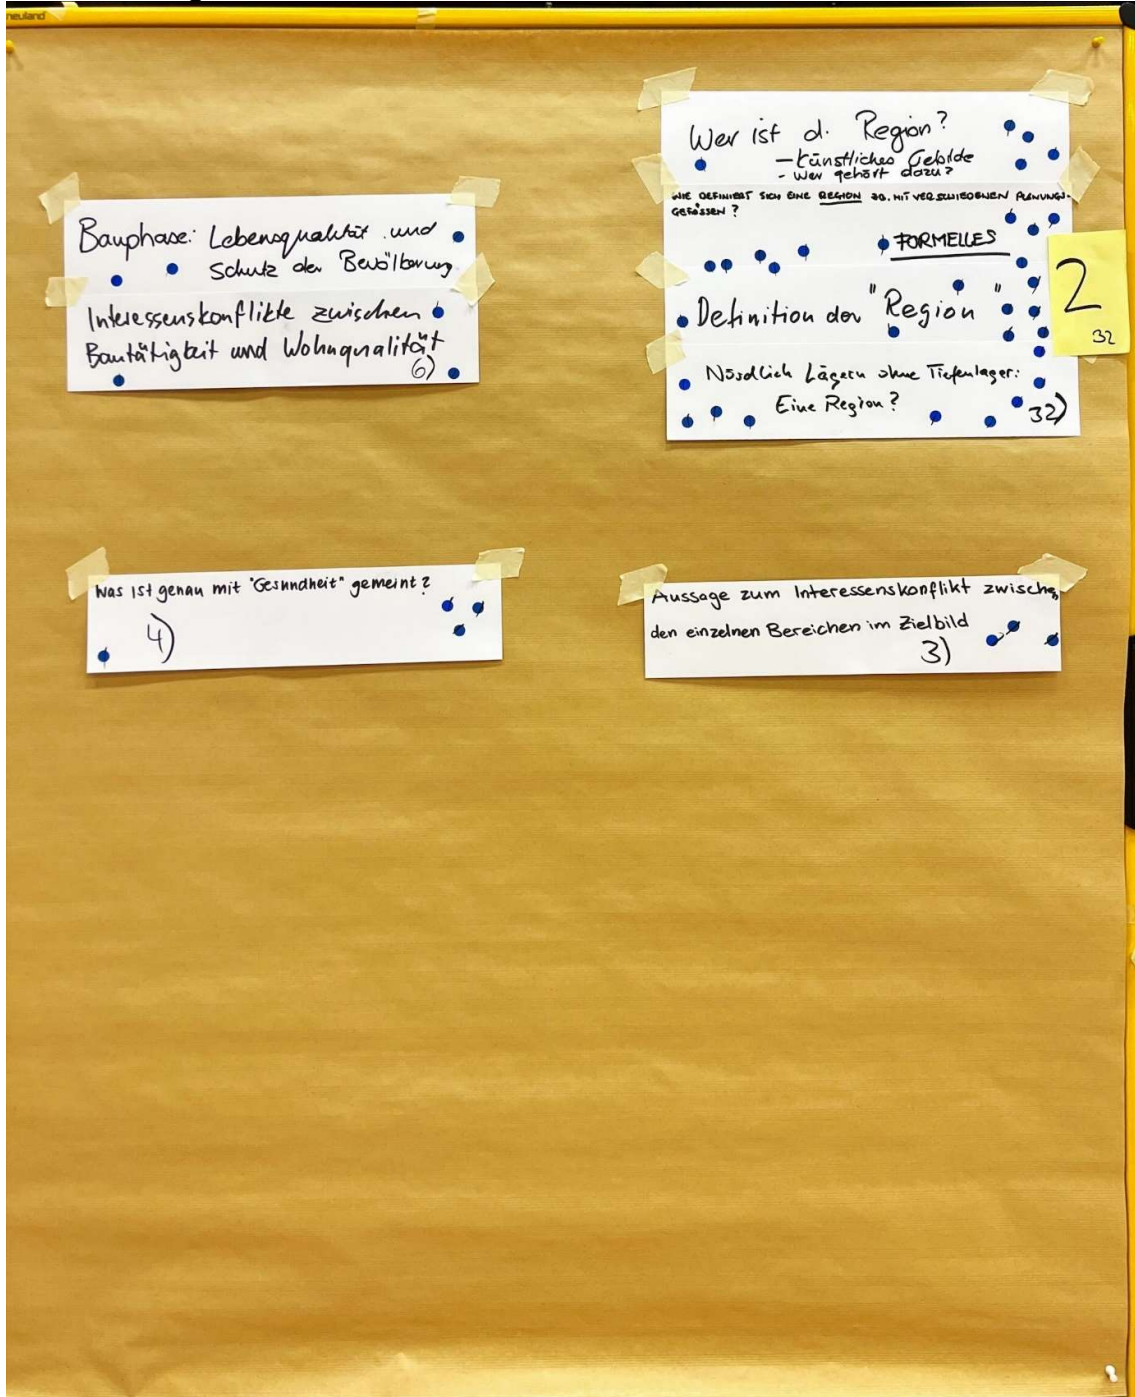 neuland
Bauphase: Lebensqualität und
Schutz der Bevölkerung
Interessenskonflikte zwischen
Bautätigkeit und Wohnqualität
6)
Wer ist d. Region?
- Künstliches Gebilde
- Wer gehört dazu?
WIE DEFINIERT SICH EINE REGION ZB. MIT VERSCHIEDENEN PLANUNGS-
GEFÄSSEN ?
FORMELLES
Definition der "Region"
Nördlich Lägern ohne Tiefenlager:
Eine Region?
32)
2
32
Was ist genau mit "Gesundheit" gemeint?
4)
Aussage zum Interessenskonflikt zwischen
den einzelnen Bereichen im Zielbild
3)